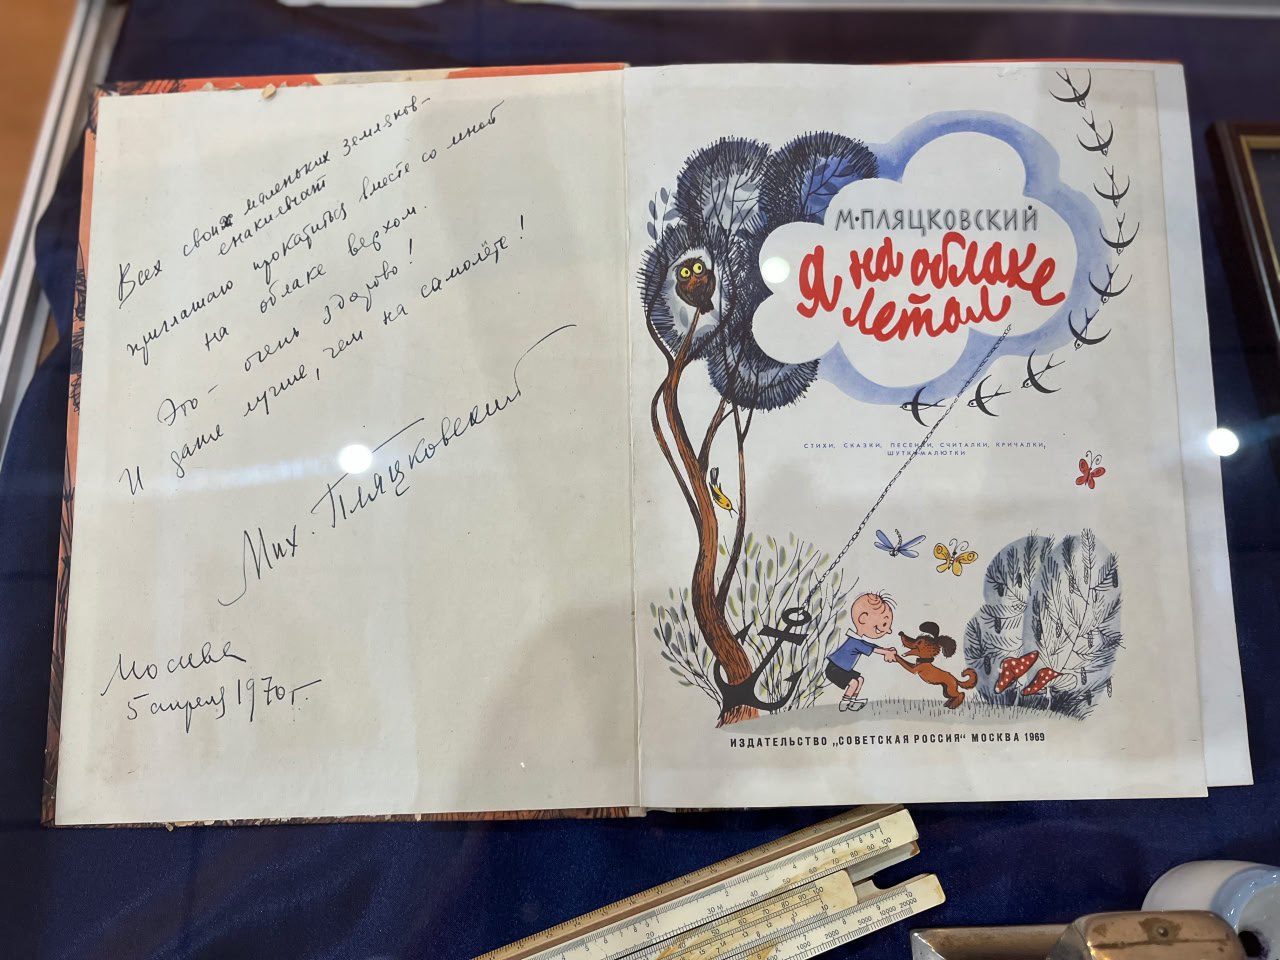 Всех своих маленьких земляков-
енакиевчат
приглашаю прокатиться вместе со мной
на облаке верхом.
Это - очень здорово!
И даже лучше, чем на самолёте!
Мих. Пляцковский
Москва
5 апреля 1970 г.
М. ПЛЯЦКОВСКИЙ
Я на облаке
летал
СТИХИ, СКАЗКИ, ПЕСЕНКИ, СЧИТАЛКИ, КРИЧАЛКИ,
ШУТКИ-МАЛЮТКИ
ИЗДАТЕЛЬСТВО „СОВЕТСКАЯ РОССИЯ“ МОСКВА 1969